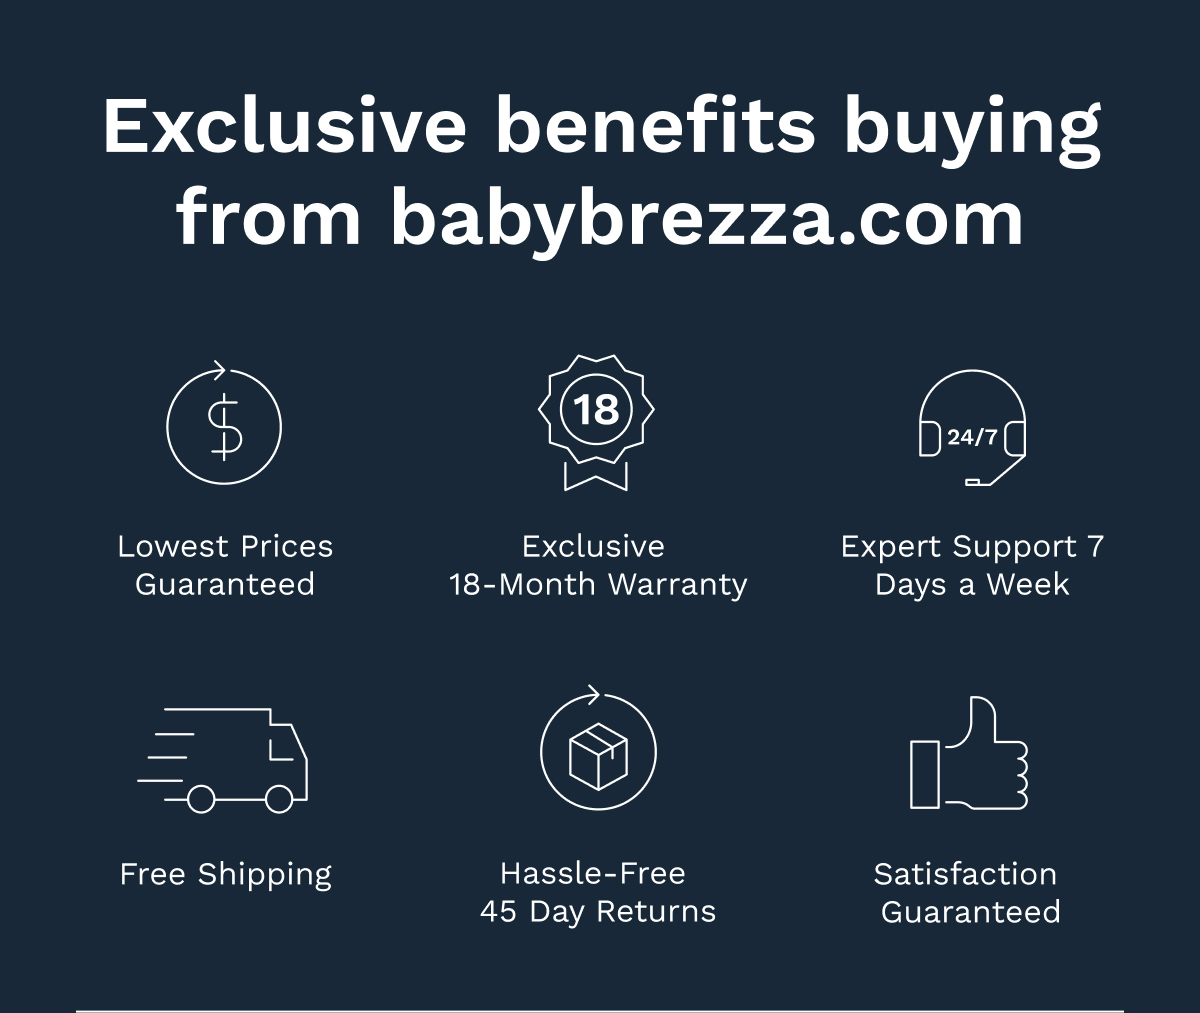 Exclusive benefits buying
from babybrezza.com
18
24/7
Lowest Prices
Guaranteed
Exclusive
18-Month Warranty
Expert Support 7
Days a Week
Free Shipping
Hassle-Free
45 Day Returns
Satisfaction
Guaranteed